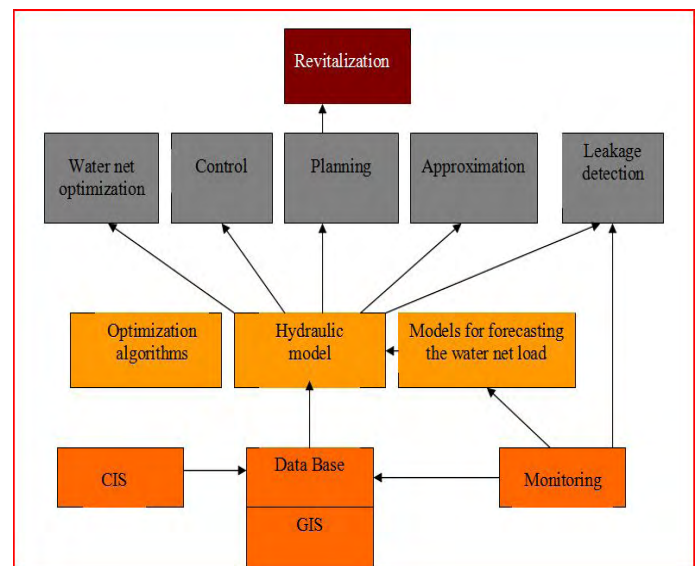 Revitalization
Water net
optimization
Control
Planning
Approximation
Leakage
detection
Optimization
algorithms
Hydraulic
model
Models for forecasting
the water net load
CIS
Data Base
GIS
Monitoring